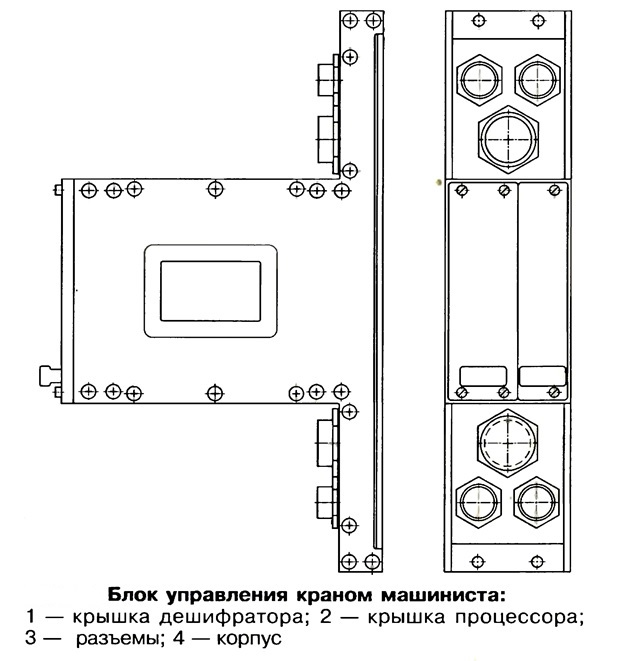 Блок управления краном машиниста:
1 — крышка дешифратора; 2 — крышка процессора;
3 — разъемы; 4 — корпус